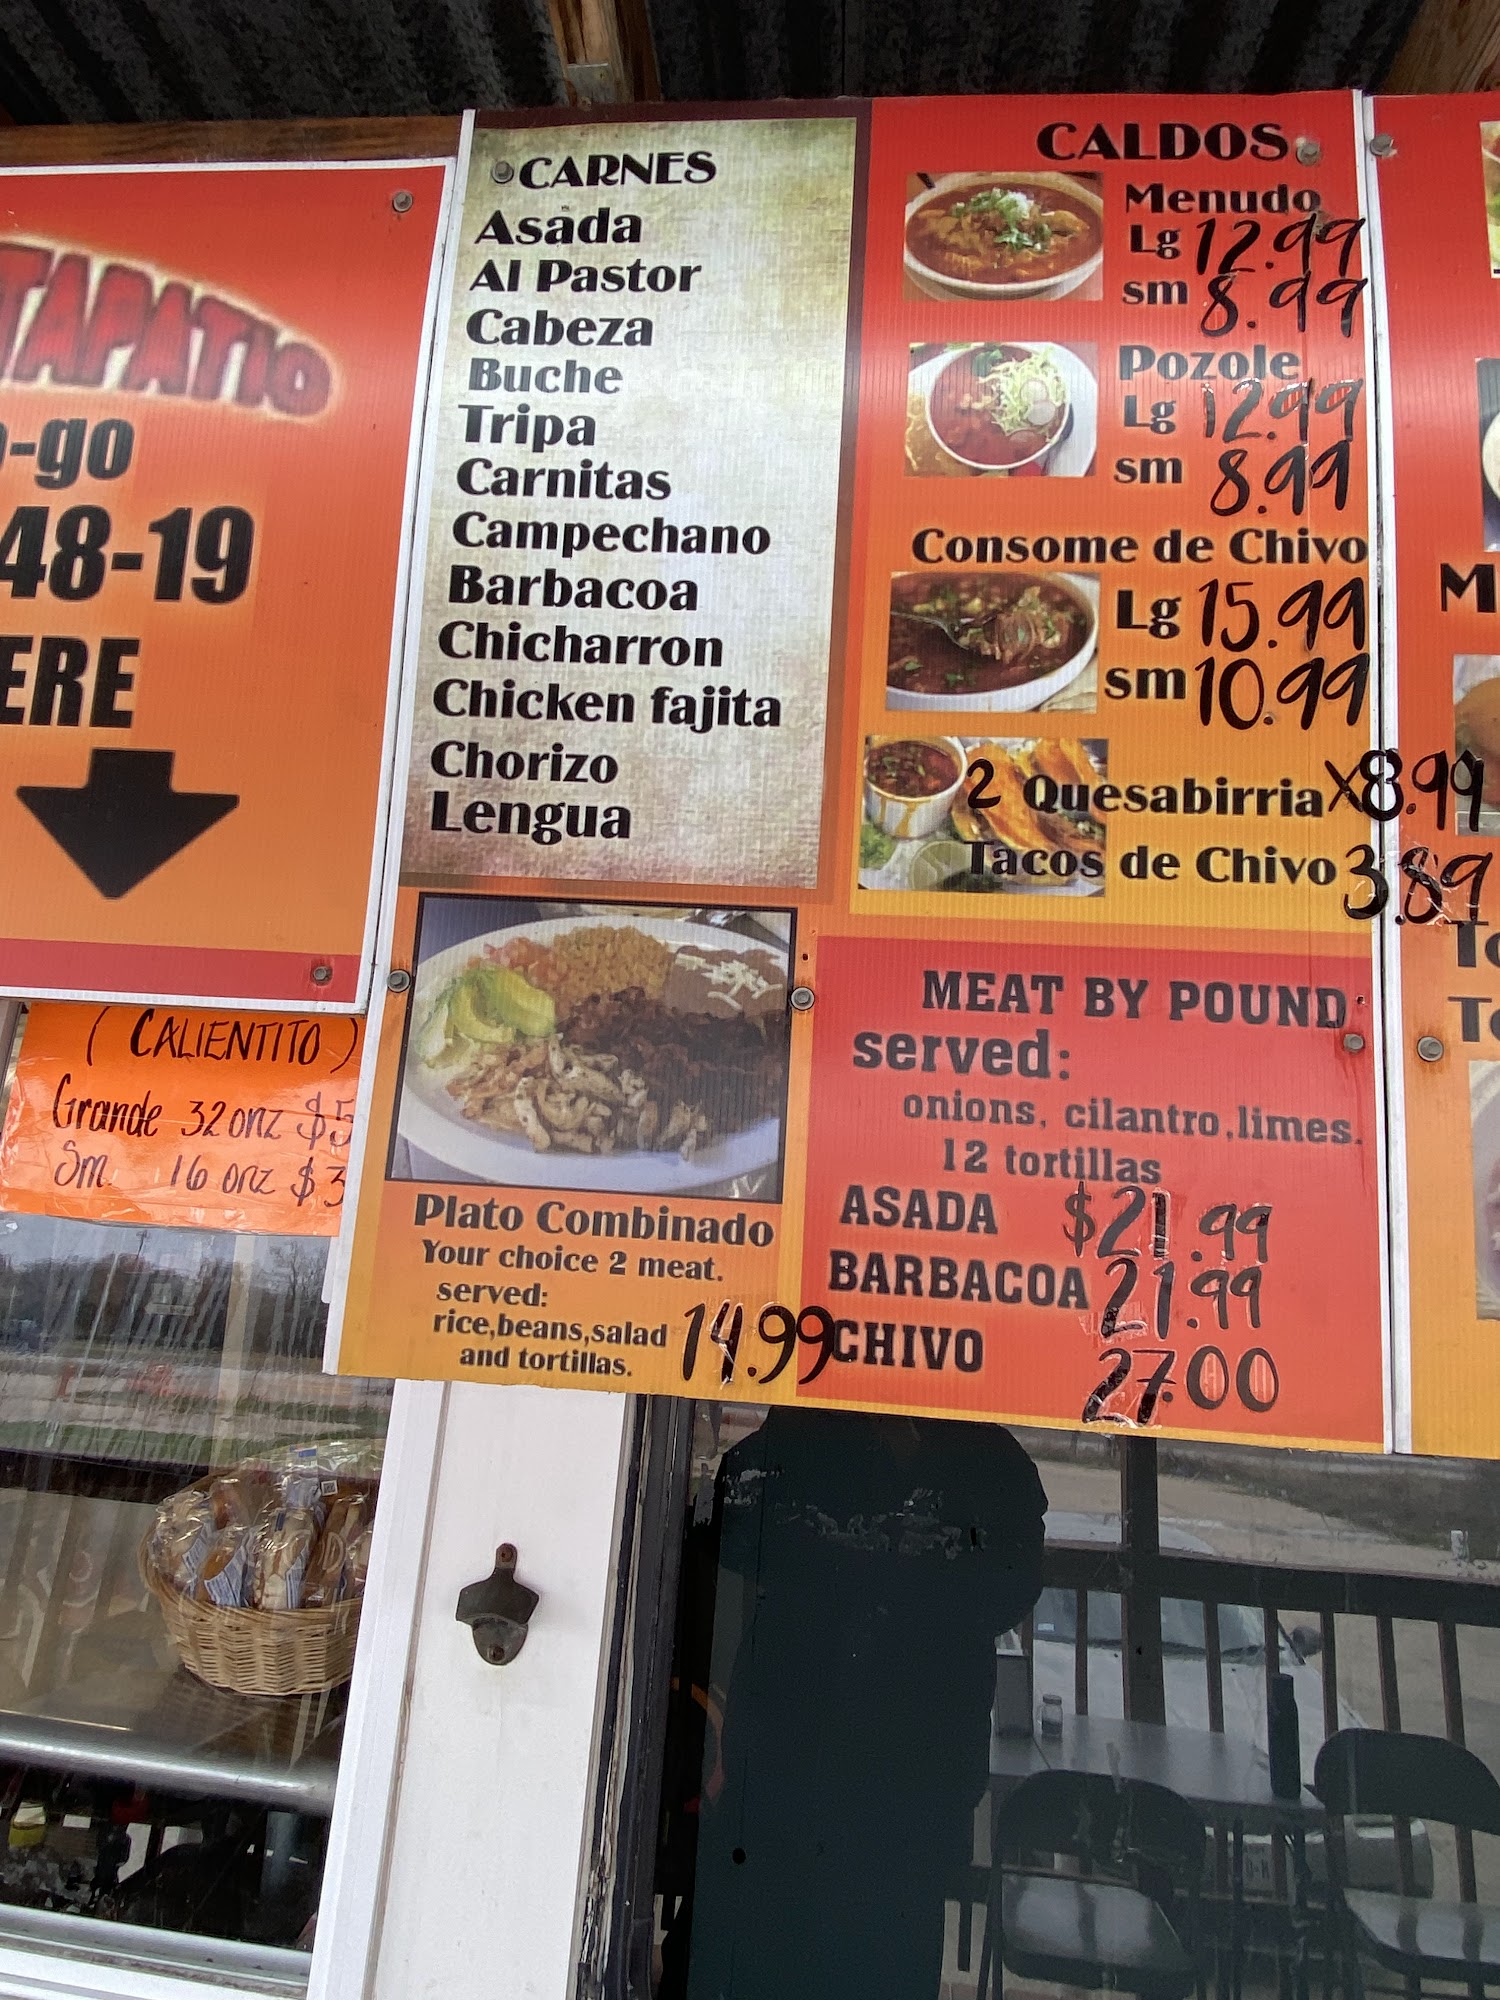 TAPATIO
-go
48-19
ERE
( CALIENTITO )
Grande 32 onz $5
Sm. 16 onz $3
CARNES
Asada
Al Pastor
Cabeza
Buche
Tripa
Carnitas
Campechano
Barbacoa
Chicharron
Chicken fajita
Chorizo
Lengua
Plato Combinado
Your choice 2 meat.
served:
rice,beans,salad
and tortillas.
14.99
CALDOS
Menudo
Lg 12.99
sm 8.99
Pozole
Lg 12.99
sm 8.99
Consome de Chivo
Lg 15.99
sm 10.99
2 Quesabirria x8.99
Tacos de Chivo 3.89
MEAT BY POUND
served:
onions, cilantro,limes.
12 tortillas
ASADA $21.99
BARBACOA 21.99
CHIVO 27.00
M
To